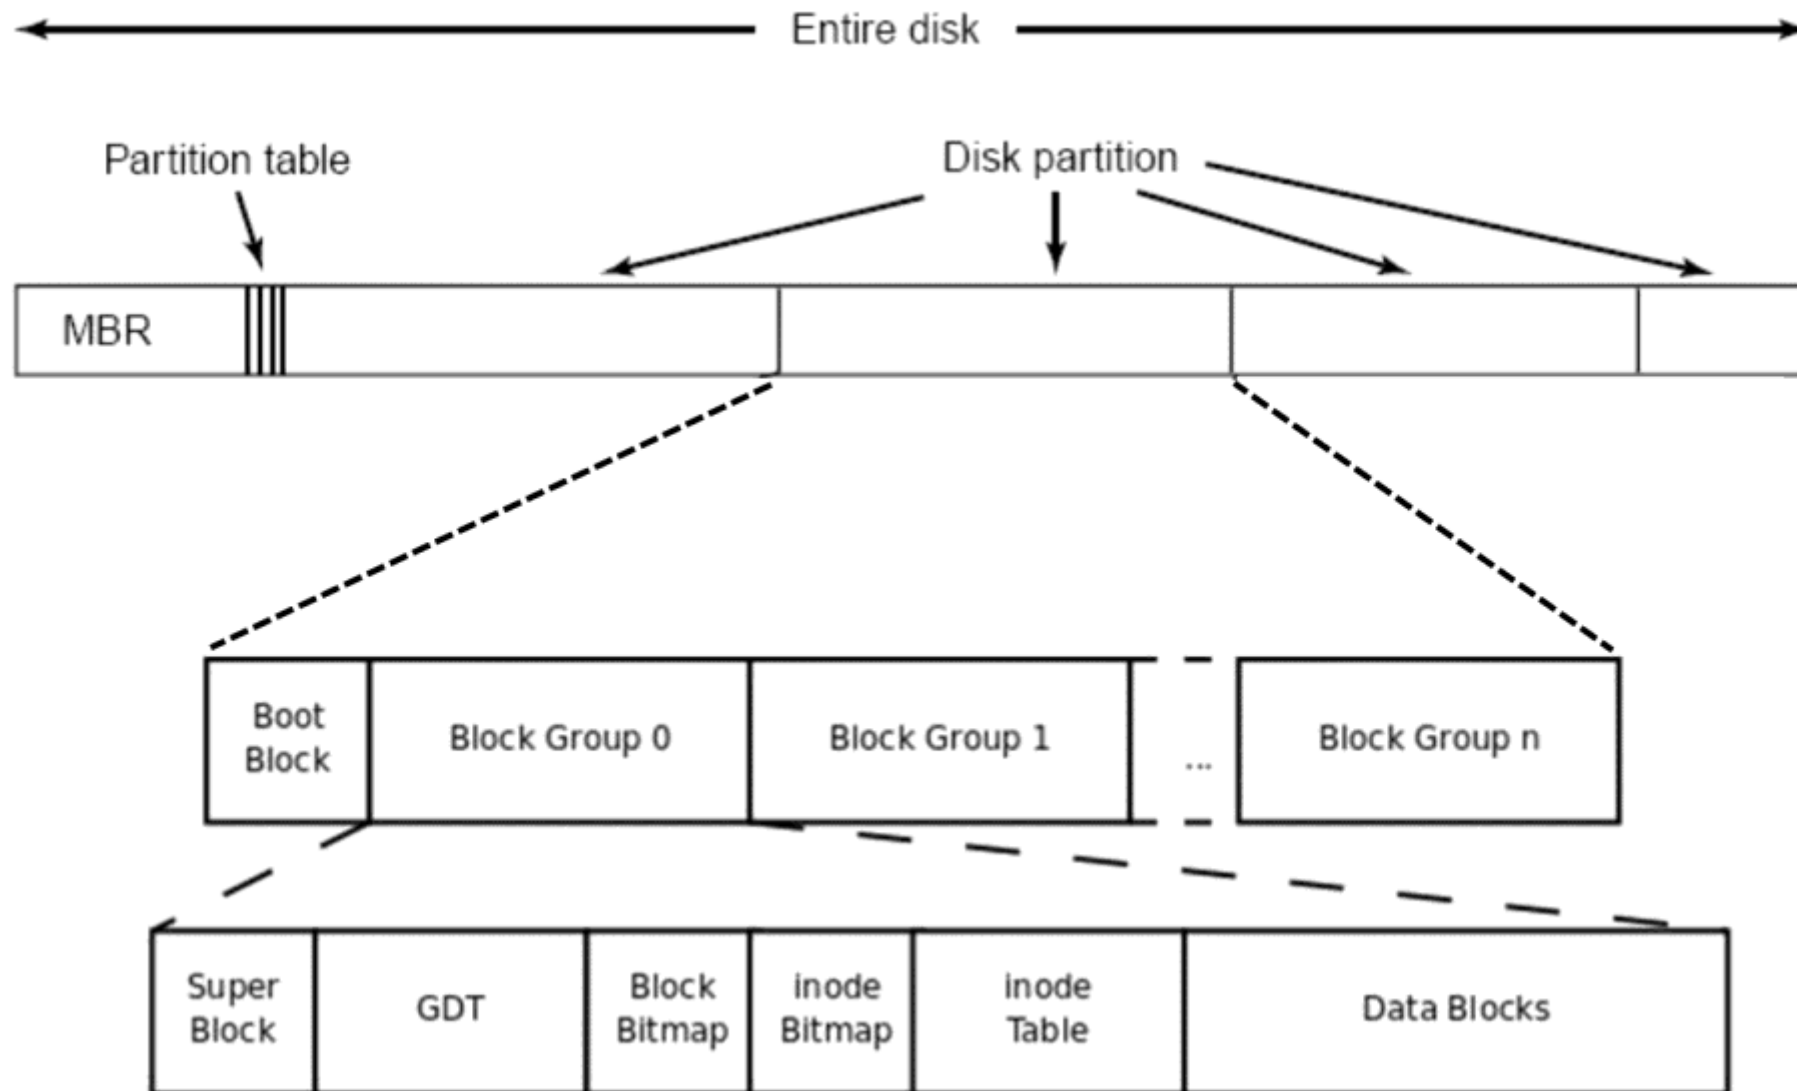 Entire disk
Partition table
Disk partition
MBR
Boot
Block
Block Group 0
Block Group 1
...
Block Group n
Super
Block
GDT
Block
Bitmap
inode
Bitmap
inode
Table
Data Blocks